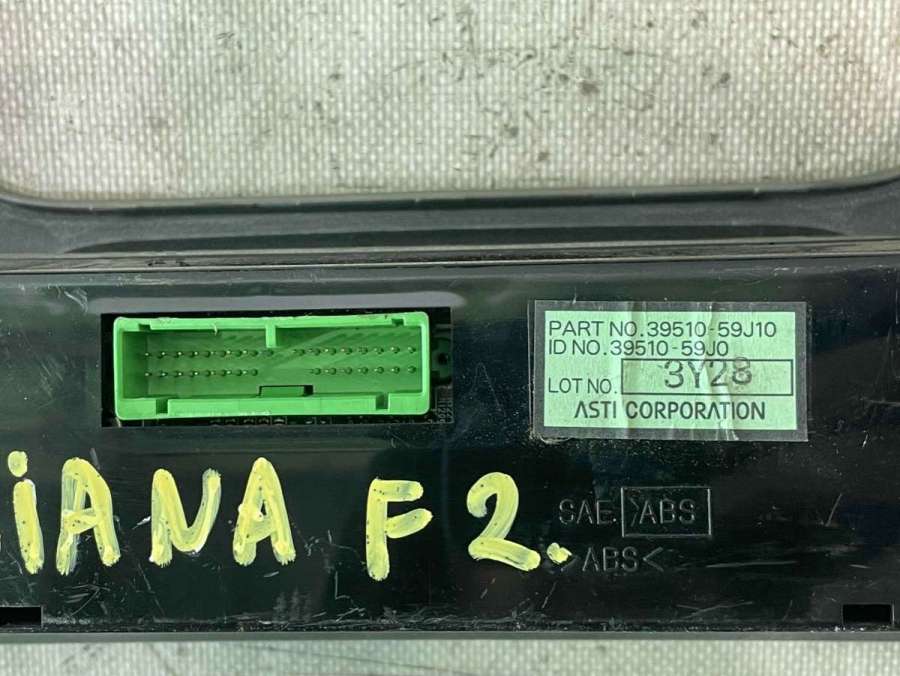 PART NO.39510-59J10
ID NO.39510-59J0
LOT NO. 3Y28
ASTI CORPORATION
iANA F2.
SAE >ABS
>ABS<